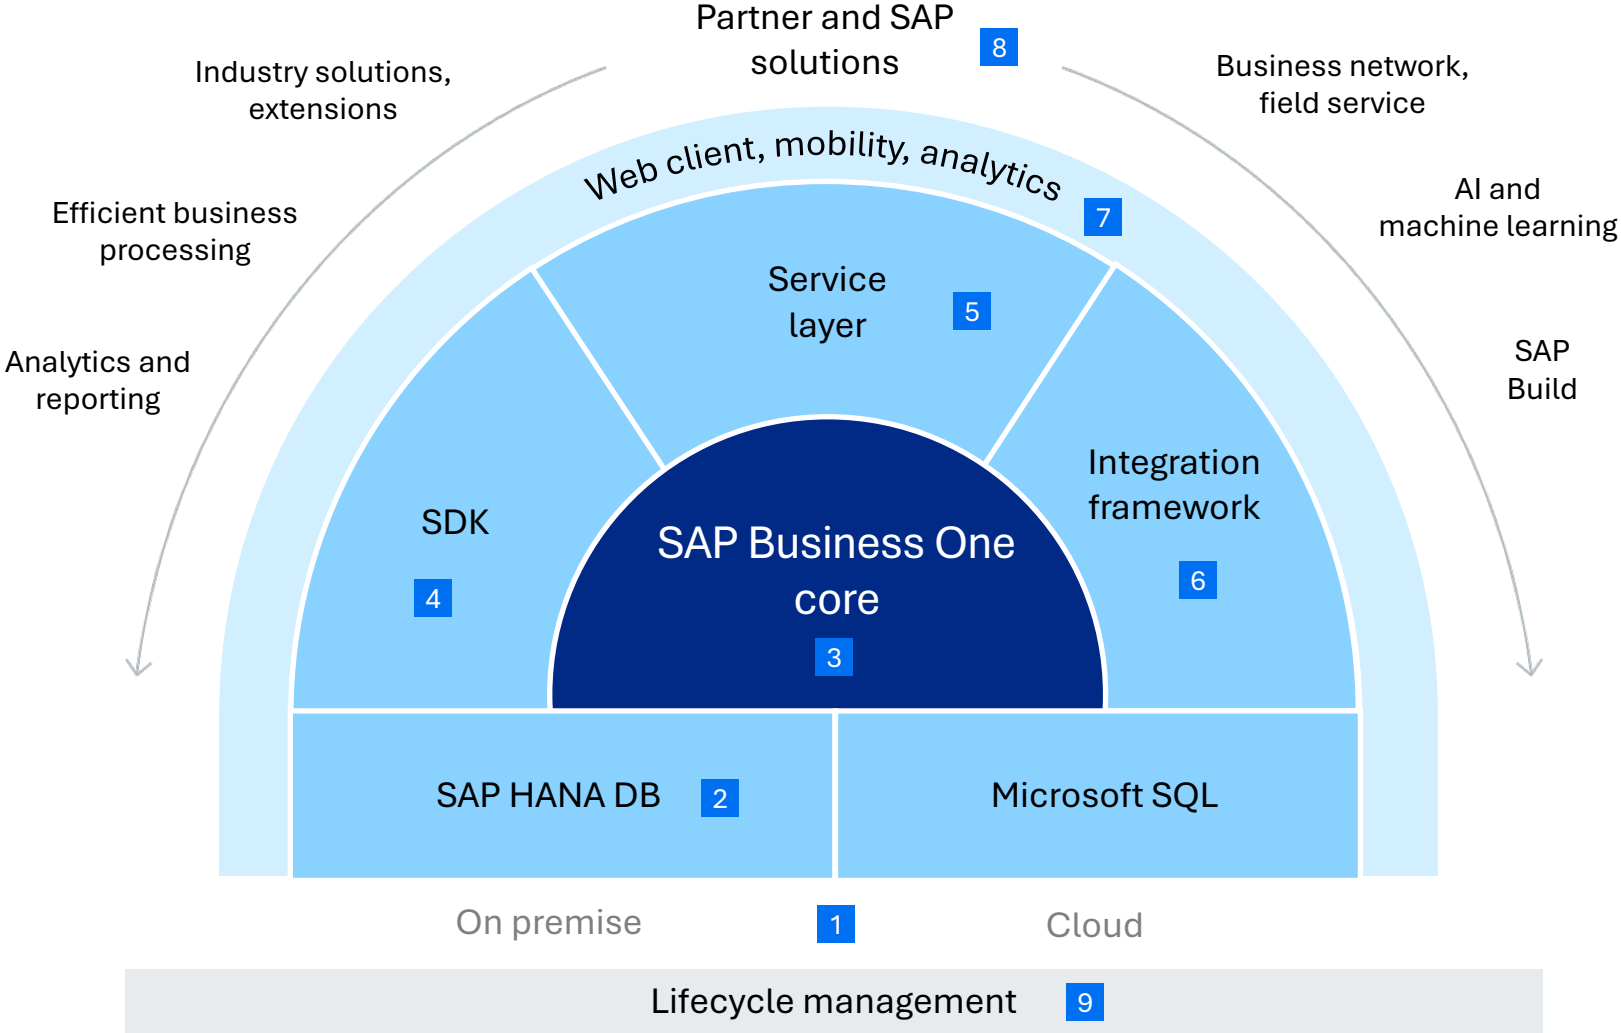 Partner and SAP
solutions
8
Industry solutions,
extensions
Business network,
field service
Web client, mobility, analytics
7
Efficient business
processing
AI and
machine learning
Service
layer
5
Analytics and
reporting
SAP
Build
Integration
framework
6
SDK
4
SAP Business One
core
3
SAP HANA DB
2
Microsoft SQL
On premise
1
Cloud
Lifecycle management
9